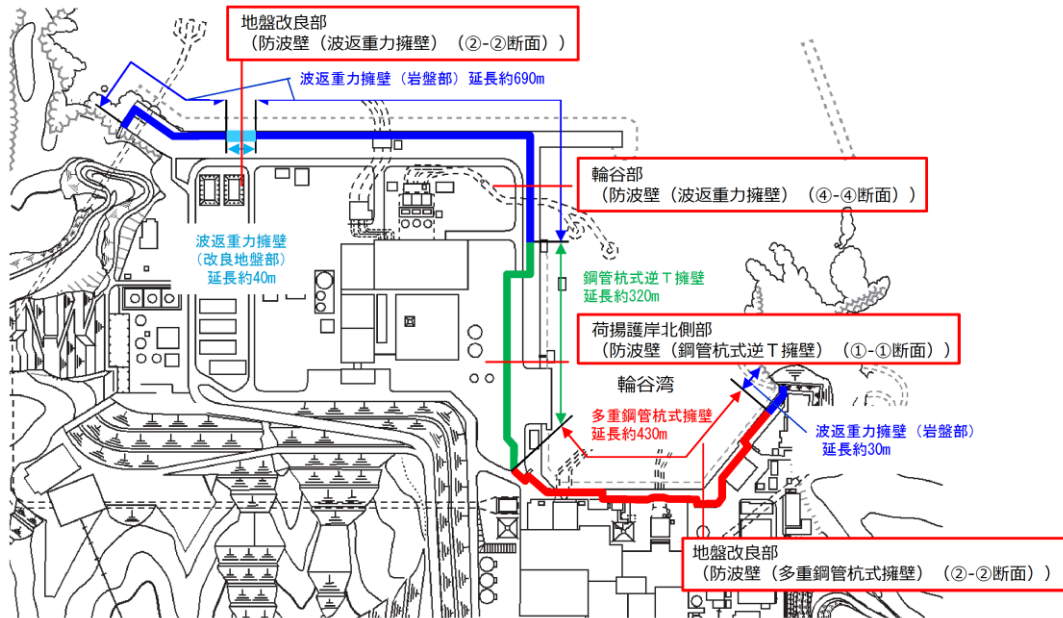 地盤改良部
（防波壁（波返重力擁壁）（②-②断面））
波返重力擁壁（岩盤部）延長約690m
輪谷部
（防波壁（波返重力擁壁）（④-④断面））
波返重力擁壁
（改良地盤部）
延長約40m
鋼管杭式逆T擁壁
延長約320m
荷揚護岸北側部
（防波壁（鋼管杭式逆T擁壁）（①-①断面））
輪谷湾
多重鋼管杭式擁壁
延長約430m
波返重力擁壁（岩盤部）
延長約30m
地盤改良部
（防波壁（多重鋼管杭式擁壁）（②-②断面））